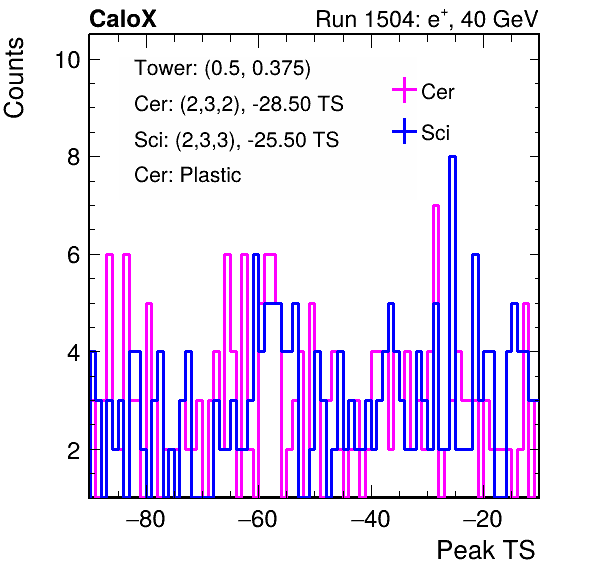 CaloX Run 1504: e⁺, 40 GeV
Counts
Tower: (0.5, 0.375)
Cer: (2,3,2), -28.50 TS
Sci: (2,3,3), -25.50 TS
Cer: Plastic
Cer
Sci
10
8
6
4
2
−80 −60 −40 −20
Peak TS